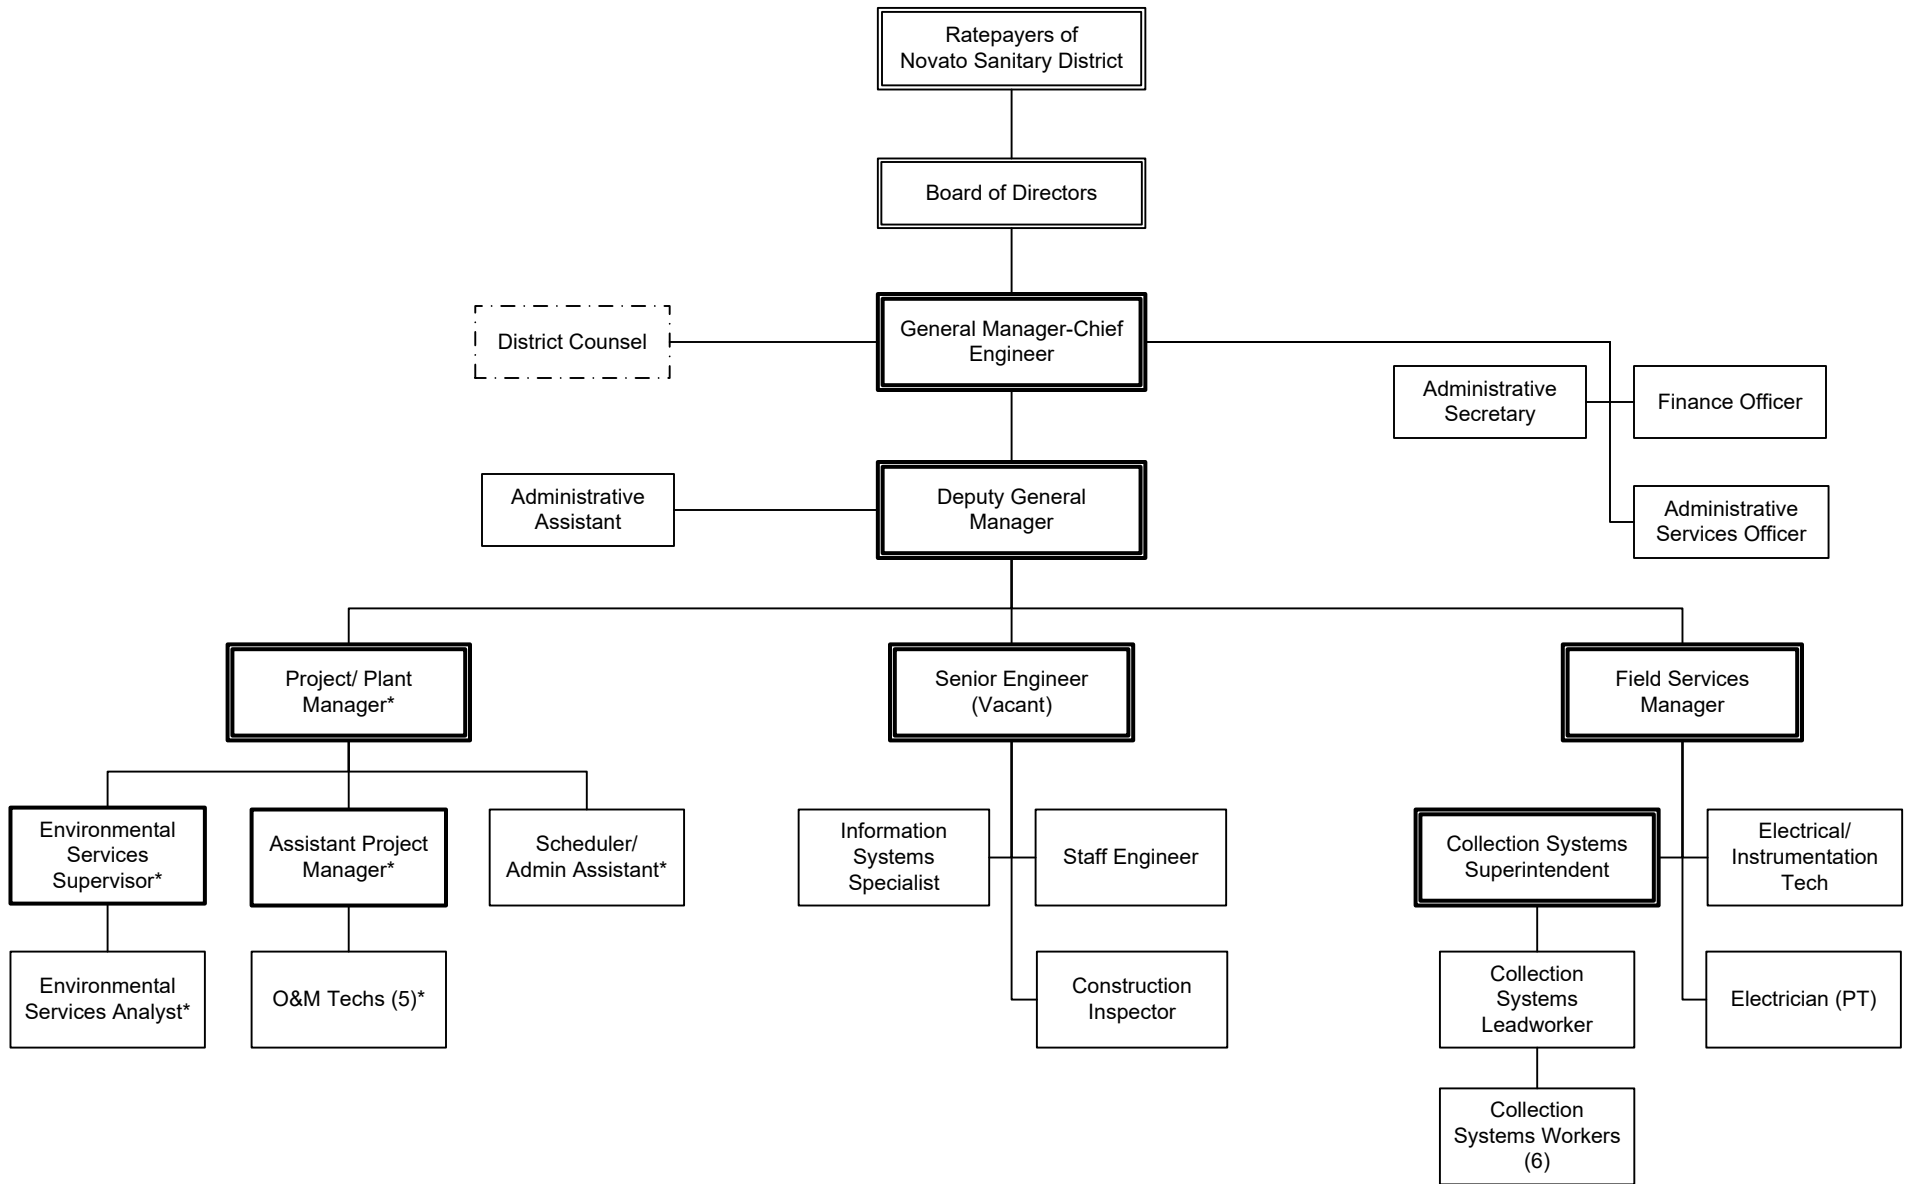 Ratepayers of
Novato Sanitary District
Board of Directors
District Counsel
General Manager-Chief
Engineer
Administrative
Secretary
Finance Officer
Administrative
Assistant
Deputy General
Manager
Administrative
Services Officer
Project/ Plant
Manager*
Senior Engineer
(Vacant)
Field Services
Manager
Environmental
Services
Supervisor*
Assistant Project
Manager*
Scheduler/
Admin Assistant*
Information
Systems
Specialist
Staff Engineer
Collection Systems
Superintendent
Electrical/
Instrumentation
Tech
Environmental
Services Analyst*
O&M Techs (5)*
Construction
Inspector
Collection
Systems
Leadworker
Electrician (PT)
Collection
Systems Workers
(6)